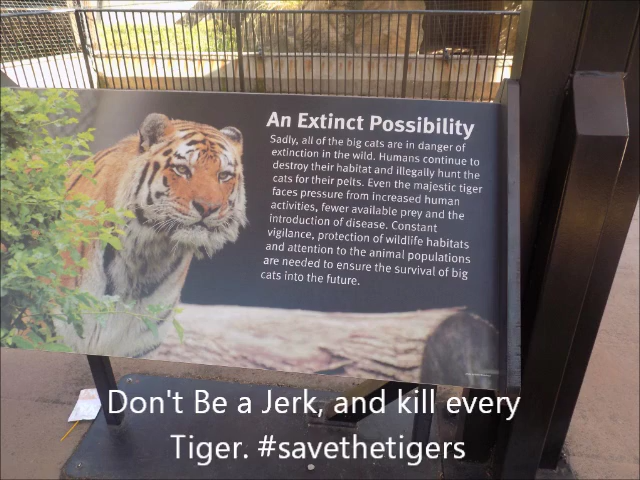 An Extinct Possibility
Sadly, all of the big cats are in danger of
extinction in the wild. Humans continue to
destroy their habitat and illegally hunt the
cats for their pelts. Even the majestic tiger
faces pressure from increased human
activities, fewer available prey and the
introduction of disease. Constant
vigilance, protection of wildlife habitats
and attention to the animal populations
are needed to ensure the survival of big
cats into the future.
Don't Be a Jerk, and kill every
Tiger. #savethetigers